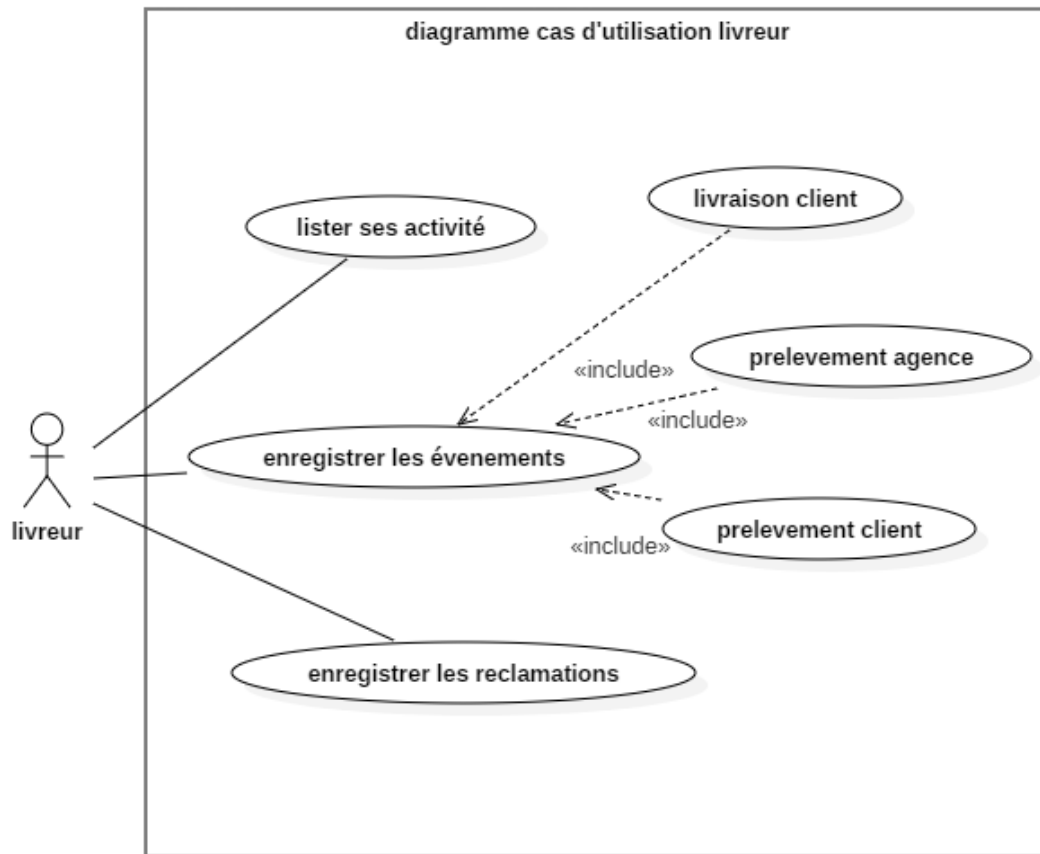 diagramme cas d'utilisation livreur
livraison client
lister ses activité
prelevement agence
«include»
«include»
enregistrer les évenements
prelevement client
«include»
livreur
enregistrer les reclamations